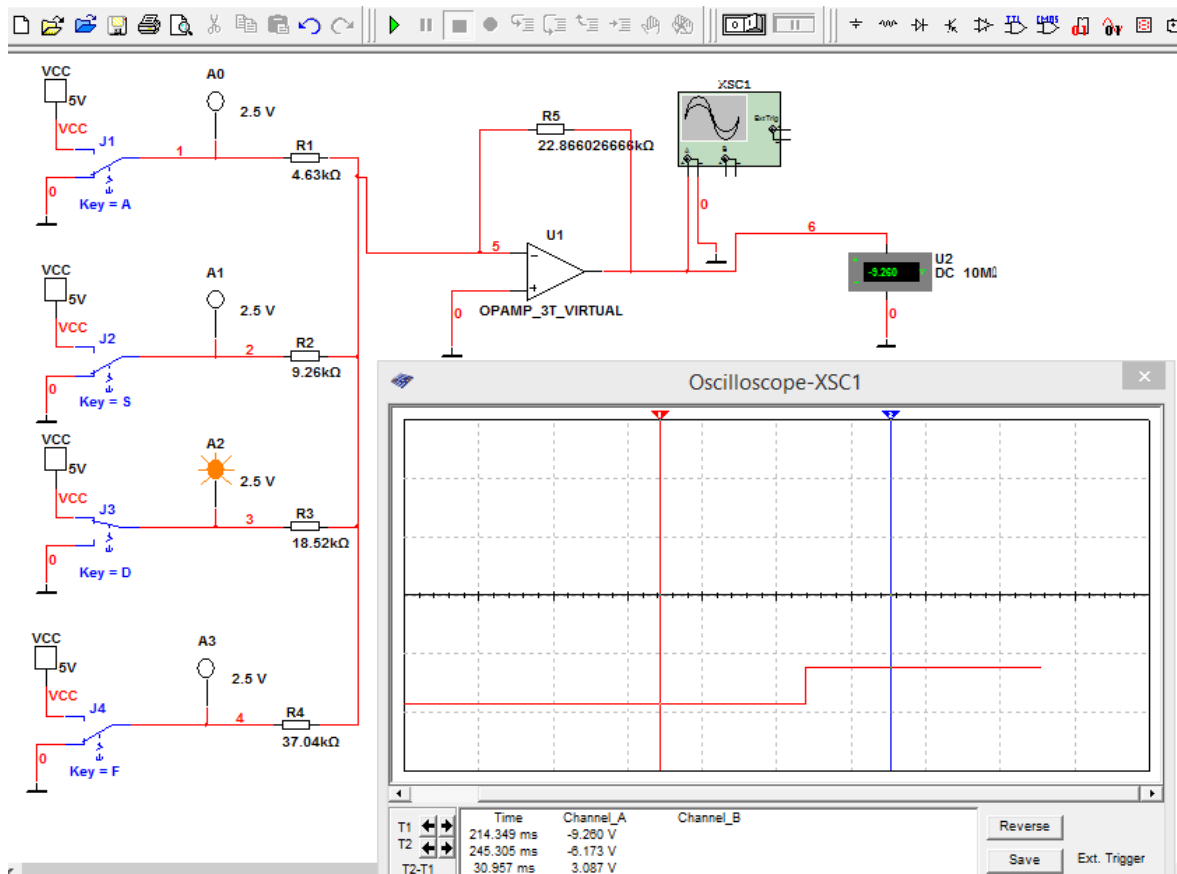 VCC
5V
VCC
J1
0
Key = A
A0
2.5 V
1
R1
4.63kΩ
VCC
5V
VCC
J2
0
Key = S
A1
2.5 V
2
R2
9.26kΩ
VCC
5V
VCC
J3
0
Key = D
A2
2.5 V
3
R3
18.52kΩ
VCC
5V
VCC
J4
0
Key = F
A3
2.5 V
4
R4
37.04kΩ
R5
22.866026666kΩ
5
U1
0
OPAMP_3T_VIRTUAL
XSC1
Ext Trig
A
B
0
6
-9.260
V
U2
DC 10MΩ
0
TTL
CMOS
Oscilloscope-XSC1
1
2
Time Channel_A Channel_B
T1 214.349 ms -9.260 V
T2 245.305 ms -6.173 V
T2-T1 30.957 ms 3.087 V
Reverse
Save
Ext. Trigger